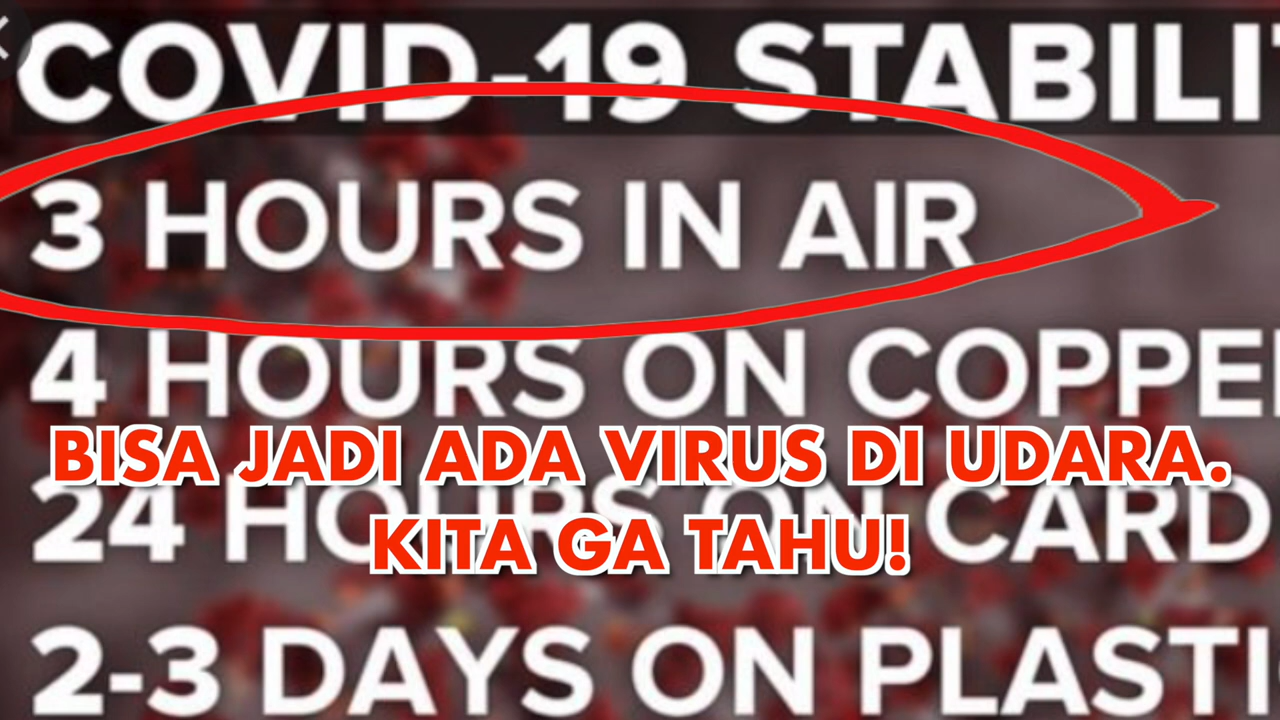 COVID-19 STABILI
3 HOURS IN AIR
4 HOURS ON COPPE
BISA JADI ADA VIRUS DI UDARA.
24 HOURS ON CARD
KITA GA TAHU!
2-3 DAYS ON PLASTI